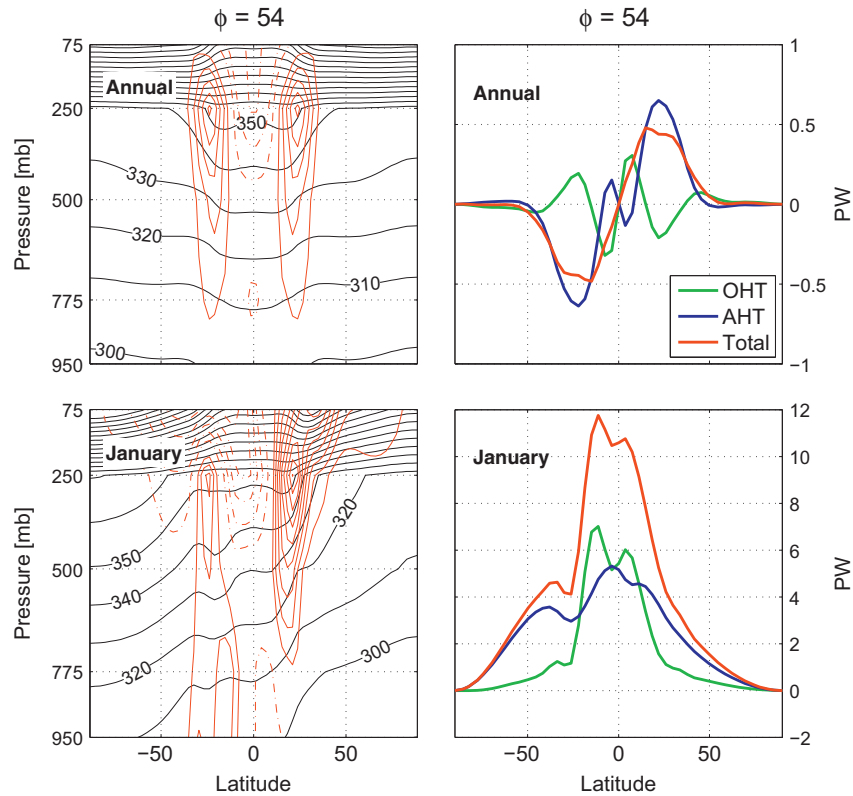 ϕ = 54
ϕ = 54
75
250
500
775
950
Pressure [mb]
Annual
350
330
320
310
300
Annual
1
0.5
0
−0.5
−1
PW
OHT
AHT
Total
75
250
500
775
950
Pressure [mb]
January
320
350
340
320
300
−50
0
50
Latitude
January
12
10
8
6
4
2
0
−2
PW
−50
0
50
Latitude